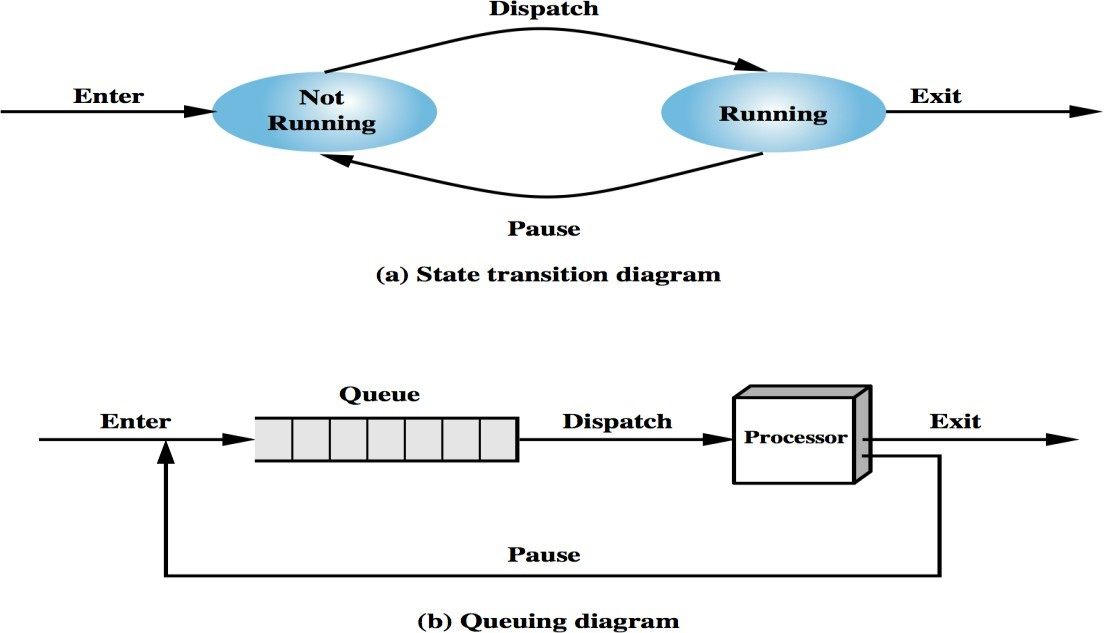 Dispatch
Enter
Not
Running
Running
Exit
Pause
(a) State transition diagram
Queue
Enter
Dispatch
Processor
Exit
Pause
(b) Queuing diagram